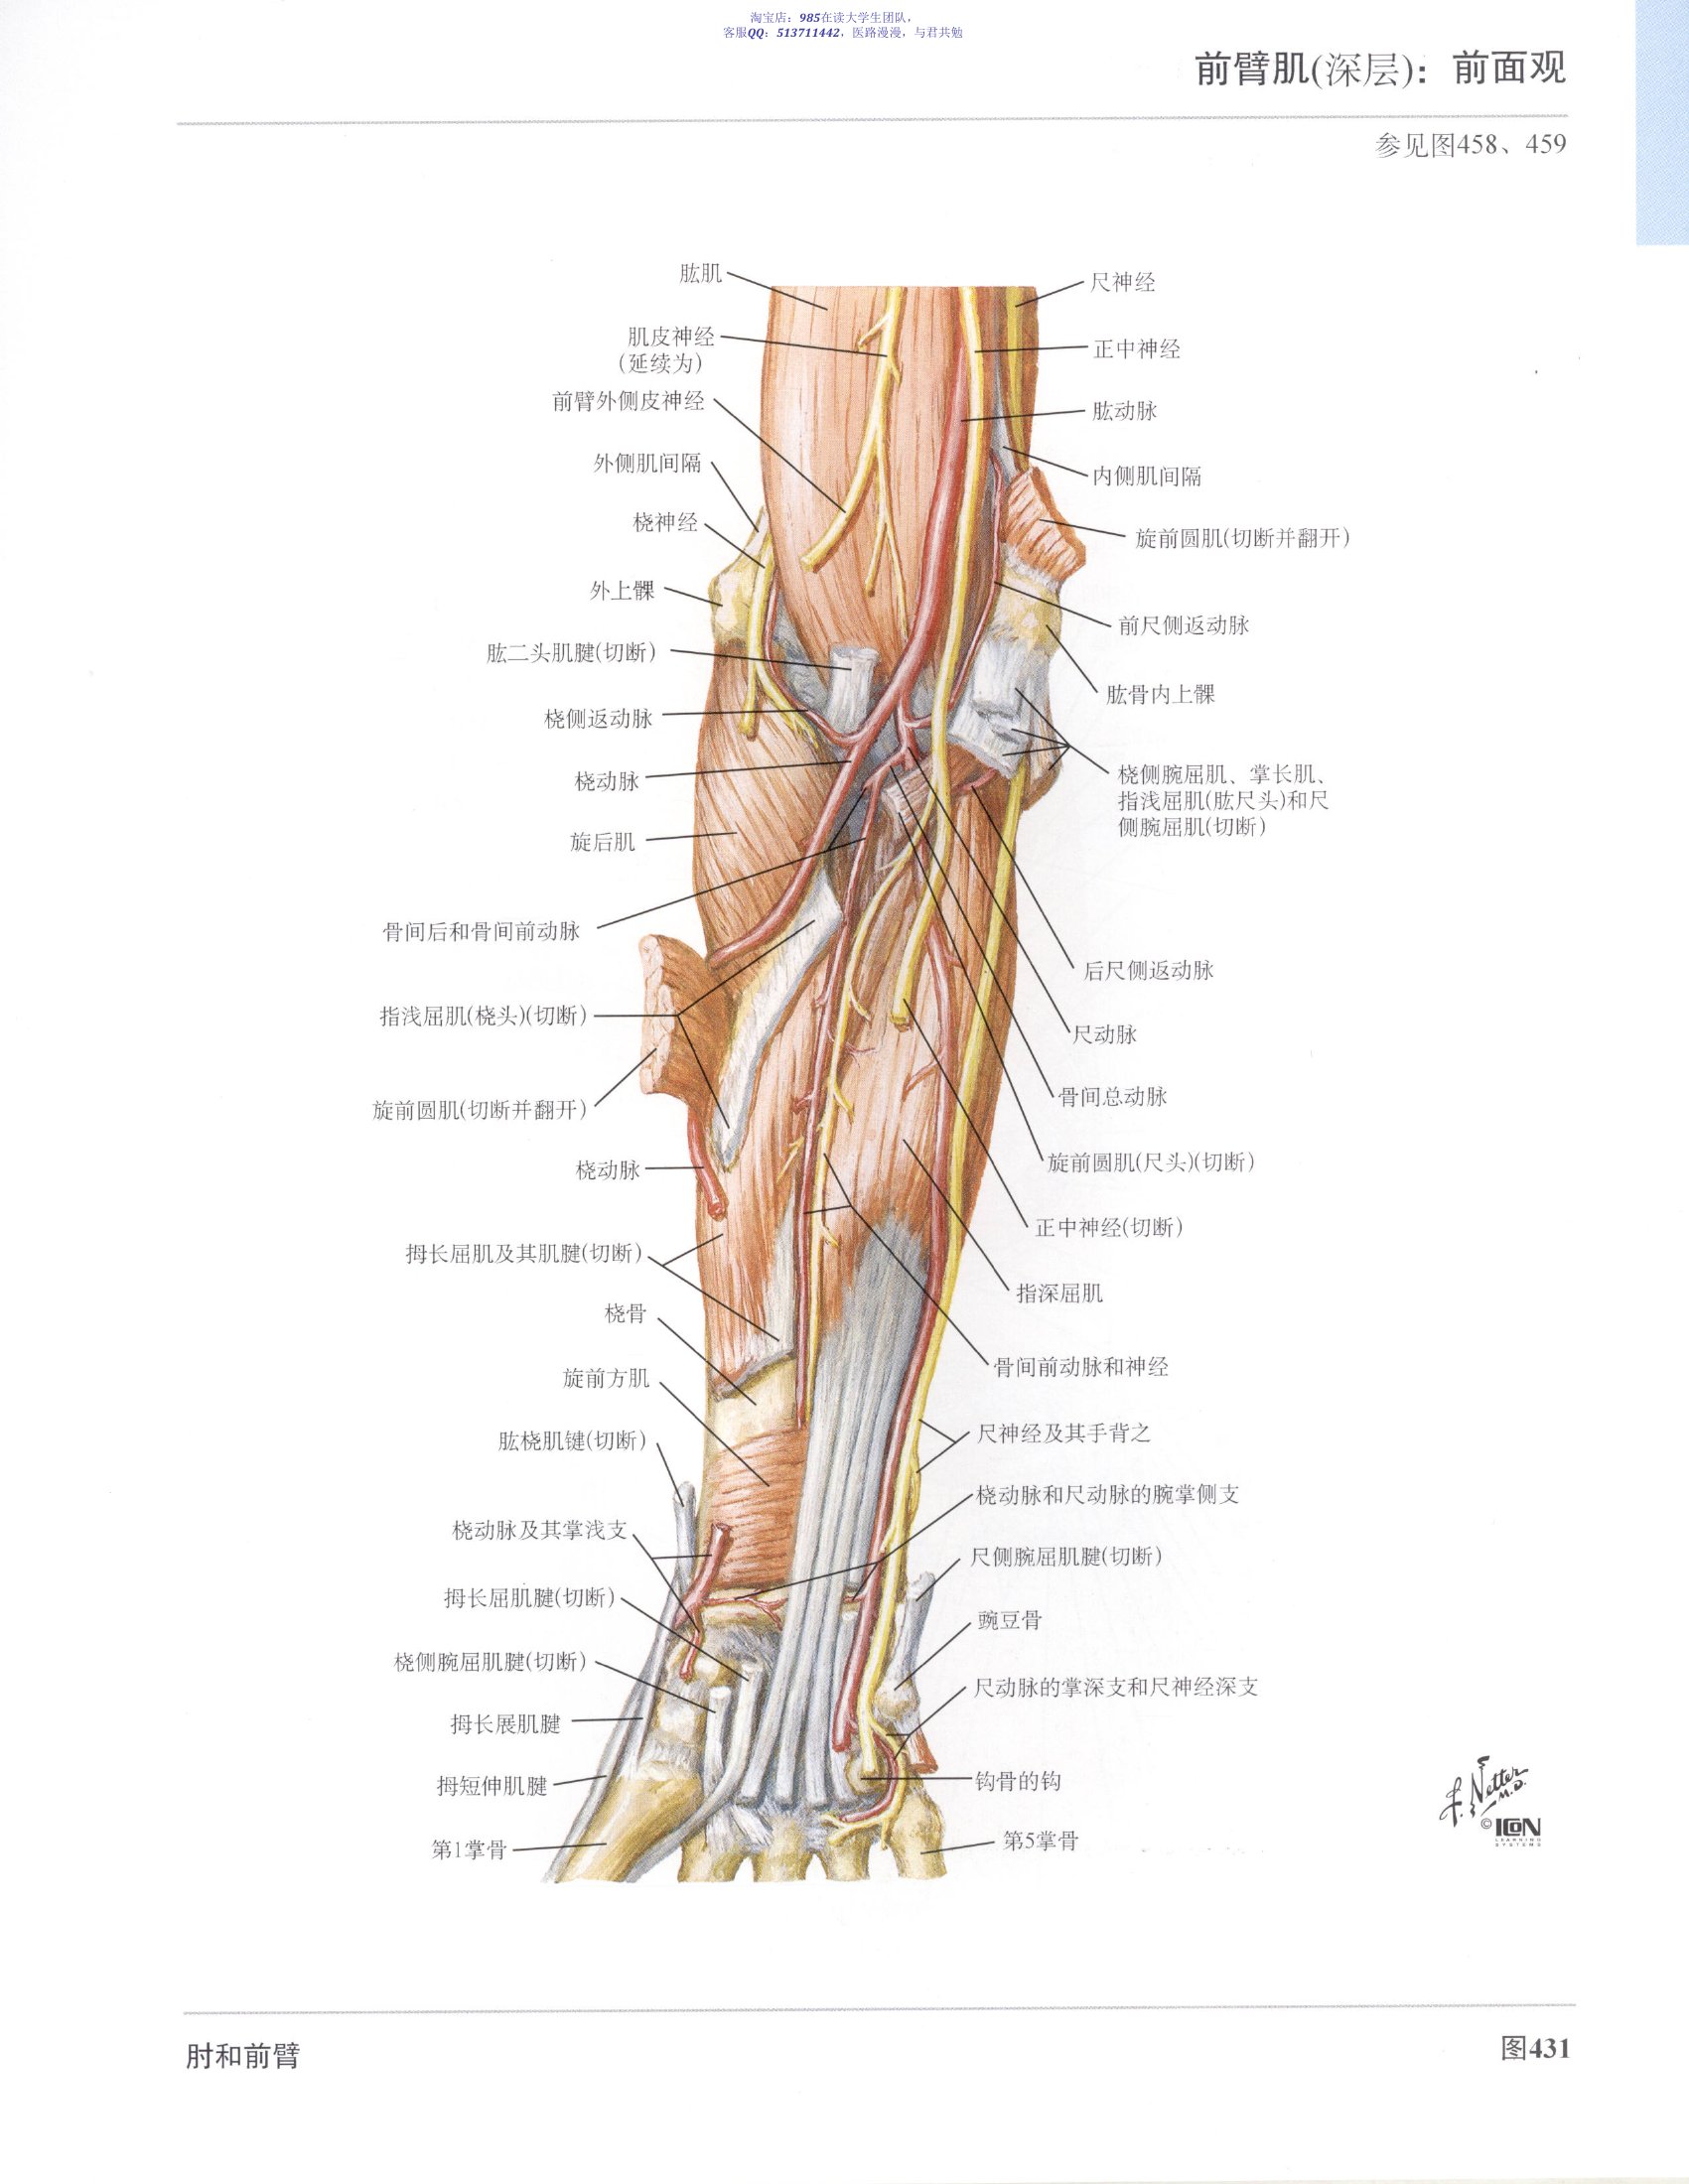 淘宝店：985在读大学生团队，
客服QQ：513711442，医路漫漫，与君共勉
前臂肌(深层)：前面观
参见图458、459
肱肌
肌皮神经
(延续为)
前臂外侧皮神经
外侧肌间隔
桡神经
外上髁
肱二头肌腱(切断)
桡侧返动脉
桡动脉
旋后肌
骨间后和骨间前动脉
指浅屈肌(桡头)(切断)
旋前圆肌(切断并翻开)
桡动脉
拇长屈肌及其肌腱(切断)
桡骨
旋前方肌
肱桡肌键(切断)
桡动脉及其掌浅支
拇长屈肌腱(切断)
桡侧腕屈肌腱(切断)
拇长展肌腱
拇短伸肌腱
第1掌骨
尺神经
正中神经
肱动脉
内侧肌间隔
旋前圆肌(切断并翻开)
前尺侧返动脉
肱骨内上髁
桡侧腕屈肌、掌长肌、
指浅屈肌(肱尺头)和尺
侧腕屈肌(切断)
后尺侧返动脉
尺动脉
骨间总动脉
旋前圆肌(尺头)(切断)
正中神经(切断)
指深屈肌
骨间前动脉和神经
尺神经及其手背之
桡动脉和尺动脉的腕掌侧支
尺侧腕屈肌腱(切断)
豌豆骨
尺动脉的掌深支和尺神经深支
钩骨的钩
第5掌骨
F. Netter
M.D.
© ICON
LEARNING
SYSTEMS
肘和前臂
图431